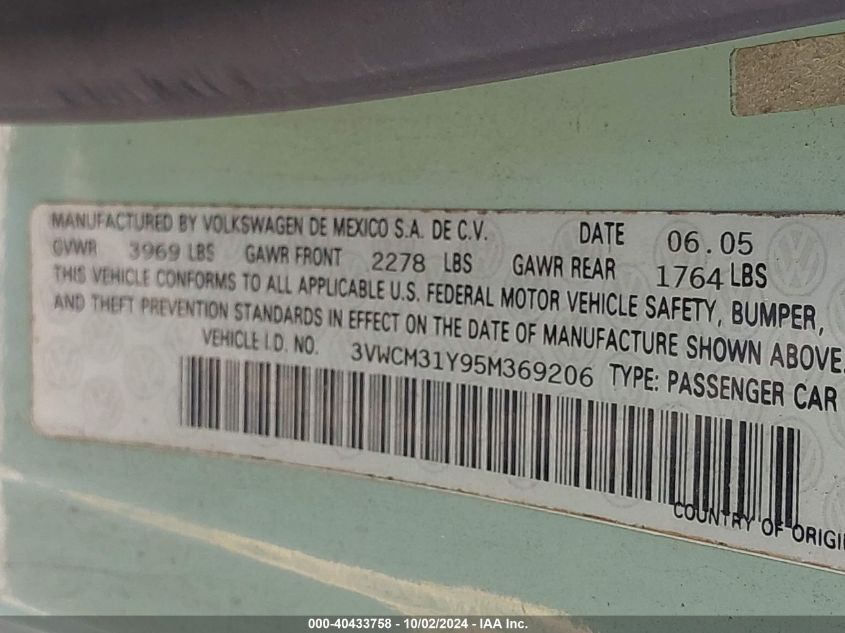 MANUFACTURED BY VOLKSWAGEN DE MEXICO S.A. DE C.V. DATE 06.05
GVWR 3969 LBS GAWR FRONT 2278 LBS GAWR REAR 1764 LBS
THIS VEHICLE CONFORMS TO ALL APPLICABLE U.S. FEDERAL MOTOR VEHICLE SAFETY, BUMPER,
AND THEFT PREVENTION STANDARDS IN EFFECT ON THE DATE OF MANUFACTURE SHOWN ABOVE.
VEHICLE I.D. NO. 3VWCM31Y95M369206 TYPE: PASSENGER CAR
COUNTRY OF ORIGI
000-40433758 - 10/02/2024 - IAA Inc.